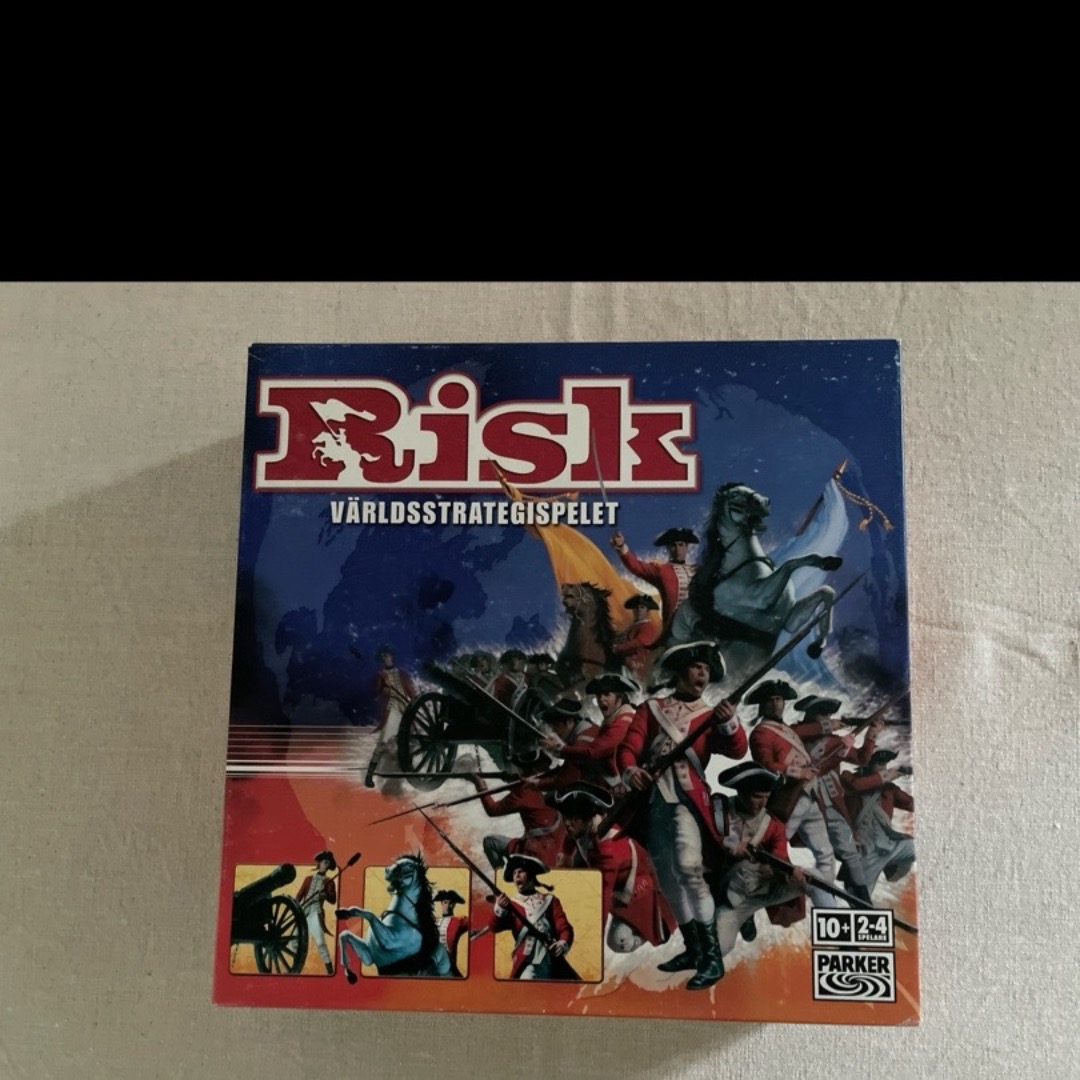 Risk
VÄRLDSSTRATEGISPELET
10+ 2-4
SPELARE
PARKER